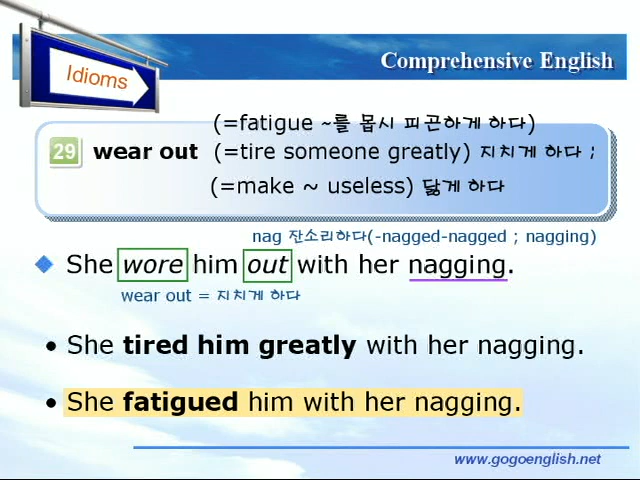 Idioms
Comprehensive English
(=fatigue ~를 몹시 피곤하게 하다)
29 wear out (=tire someone greatly) 지치게 하다 ;
(=make ~ useless) 닳게 하다
nag 잔소리하다(-nagged-nagged ; nagging)
She wore him out with her nagging.
wear out = 지치게 하다
• She tired him greatly with her nagging.
• She fatigued him with her nagging.
www.gogoenglish.net